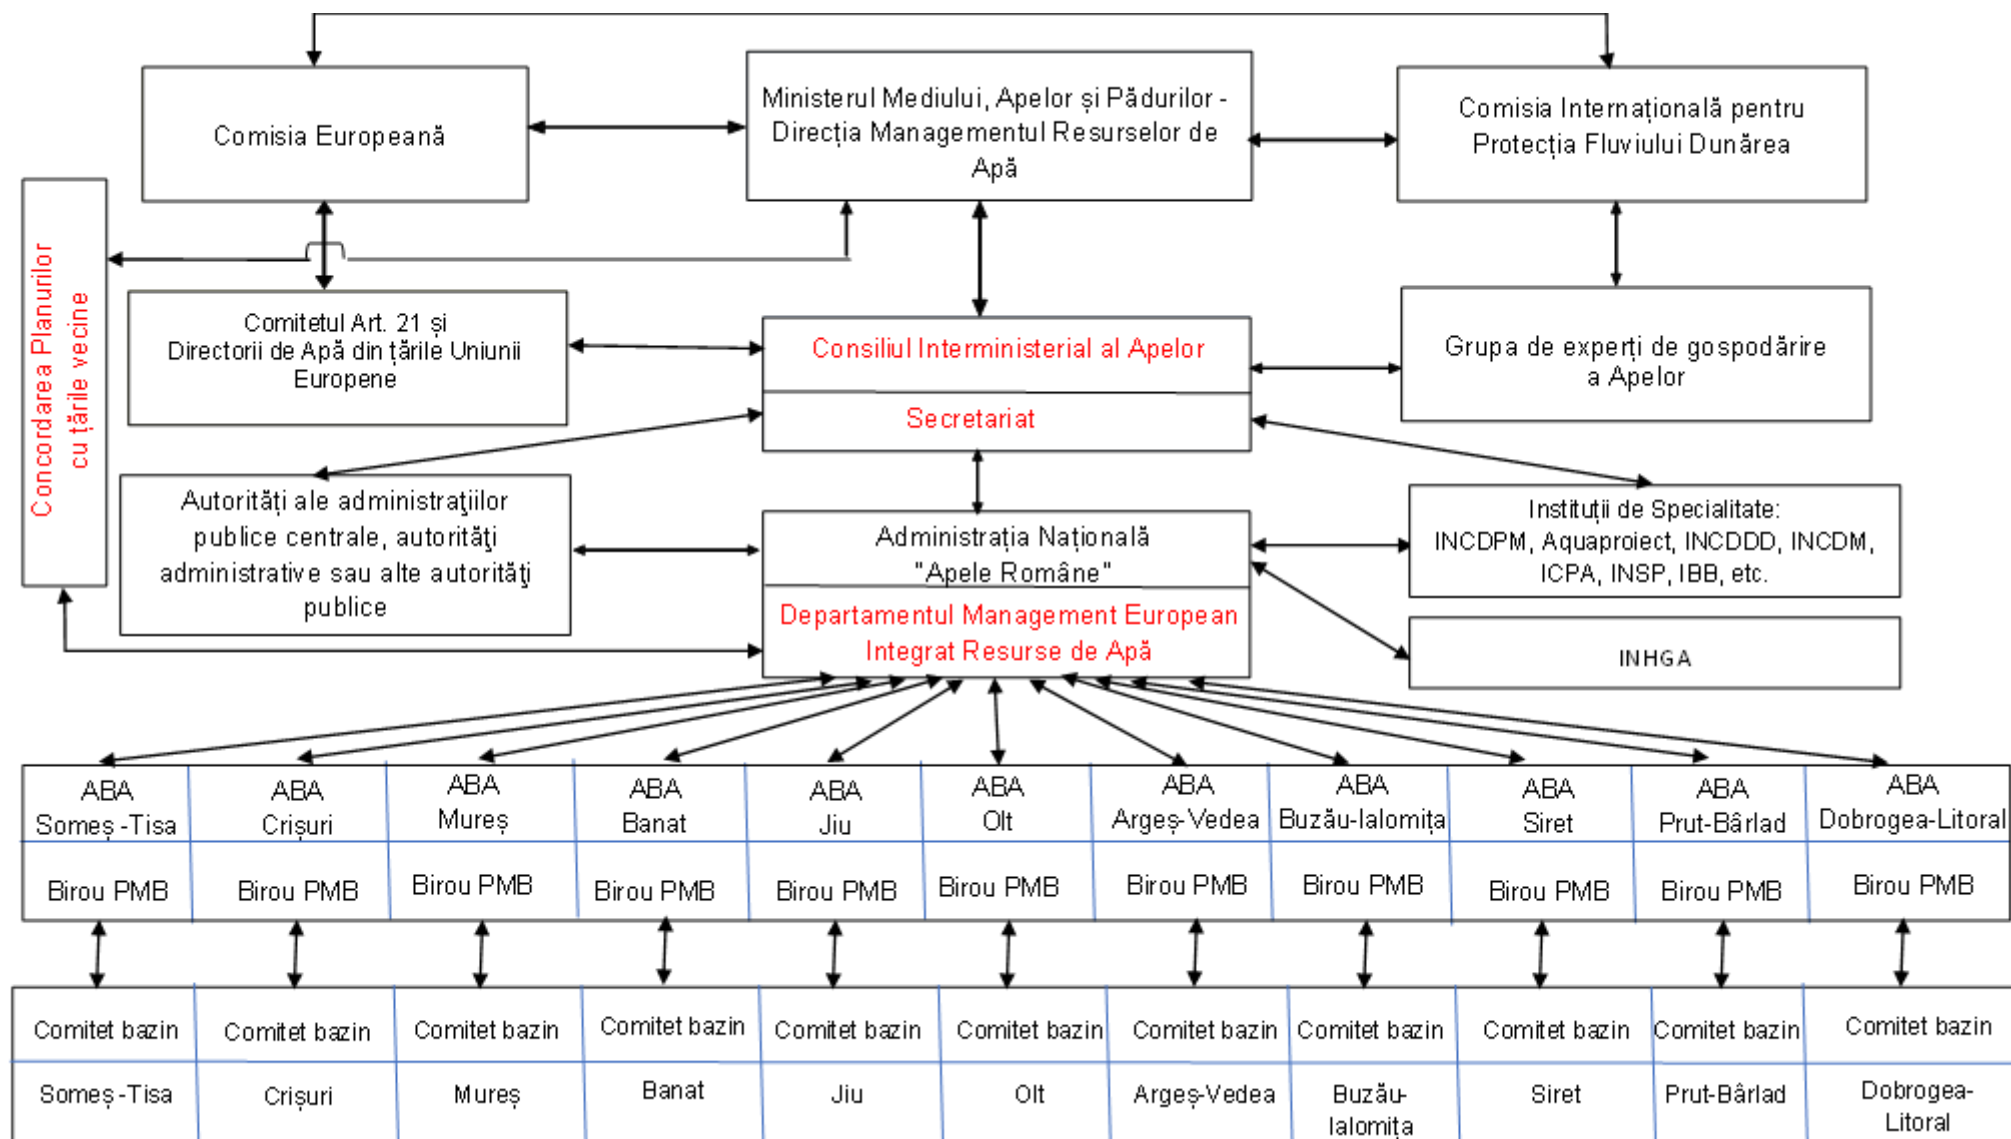 Comisia Europeană
Ministerul Mediului, Apelor și Pădurilor -
Direcția Managementul Resurselor de
Apă
Comisia Internațională pentru
Protecția Fluviului Dunărea
Concordarea Planurilor
cu țările vecine
Comitetul Art. 21 și
Directorii de Apă din țările Uniunii
Europene
Consiliul Interministerial al Apelor
Secretariat
Grupa de experți de gospodărire
a Apelor
Autorități ale administraţiilor
publice centrale, autorităţi
administrative sau alte autorităţi
publice
Administrația Națională
"Apele Române"
Departamentul Management European
Integrat Resurse de Apă
Instituții de Specialitate:
INCDPM, Aquaproiect, INCDDD, INCDM,
ICPA, INSP, IBB, etc.
INHGA
ABA
Someș -Tisa
Birou PMB
ABA
Crișuri
Birou PMB
ABA
Mureș
Birou PMB
ABA
Banat
Birou PMB
ABA
Jiu
Birou PMB
ABA
Olt
Birou PMB
ABA
Argeș-Vedea
Birou PMB
ABA
Buzău-Ialomița
Birou PMB
ABA
Siret
Birou PMB
ABA
Prut-Bârlad
Birou PMB
ABA
Dobrogea-Litoral
Birou PMB
Comitet bazin
Someș -Tisa
Comitet bazin
Crișuri
Comitet bazin
Mureș
Comitet bazin
Banat
Comitet bazin
Jiu
Comitet bazin
Olt
Comitet bazin
Argeș-Vedea
Comitet bazin
Buzău-
Ialomița
Comitet bazin
Siret
Comitet bazin
Prut-Bârlad
Comitet bazin
Dobrogea-
Litoral